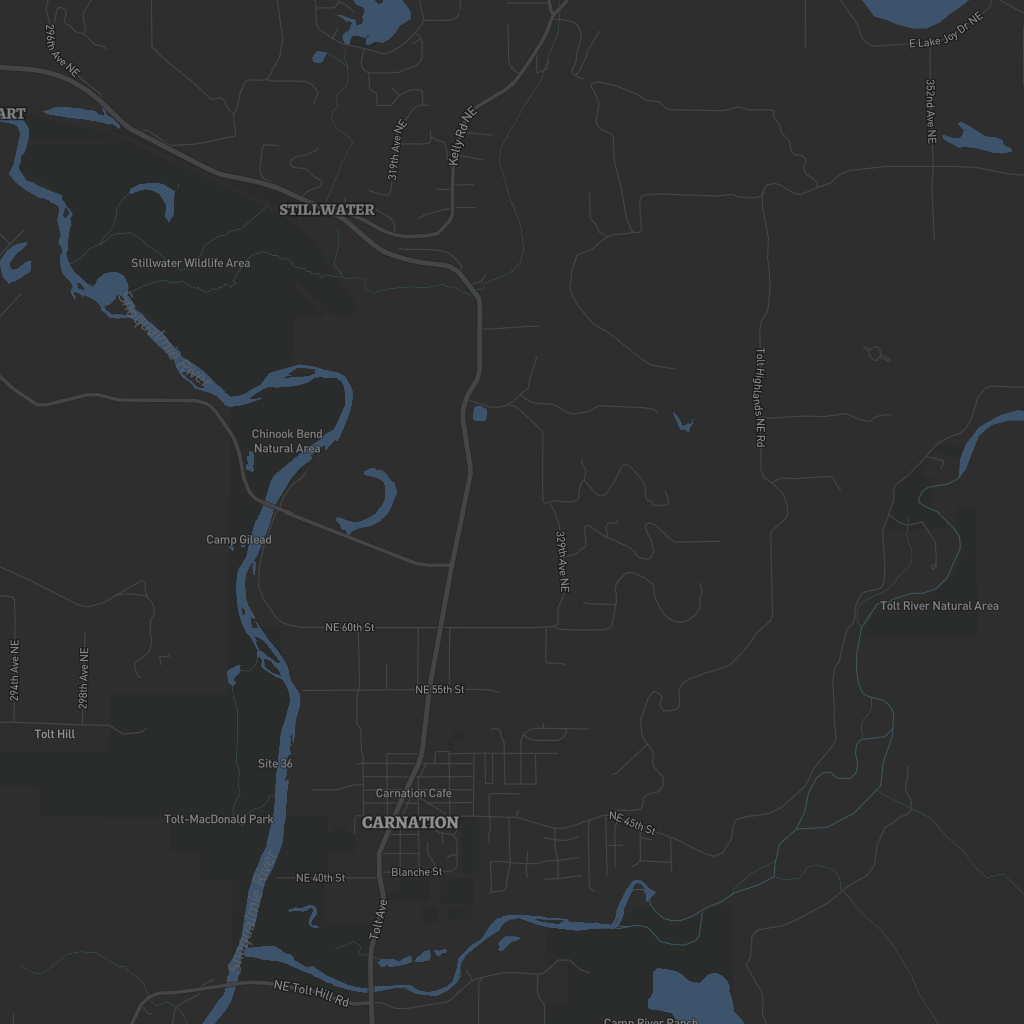 296th Ave NE
E Lake Joy Dr NE
352nd Ave NE
ART
319th Ave NE
Kelly Rd NE
STILLWATER
Stillwater Wildlife Area
Snoqualmie River
Tolt Highlands NE Rd
Chinook Bend
Natural Area
Camp Gilead
329th Ave NE
Tolt River Natural Area
NE 60th St
294th Ave NE
298th Ave NE
NE 55th St
Tolt Hill
Site 36
Carnation Cafe
Tolt-MacDonald Park
CARNATION
NE 45th St
Blanche St
NE 40th St
Tolt Ave
Snoqualmie River
NE Tolt Hill Rd
Camp River Ranch